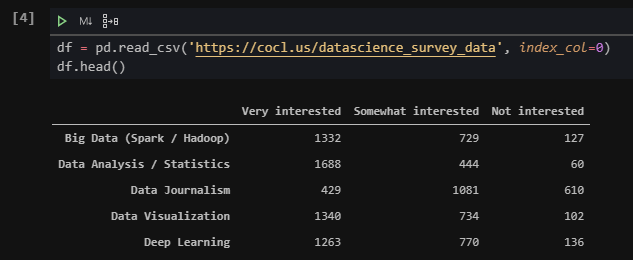 [4]
M↓
df = pd.read_csv('https://cocl.us/datascience_survey_data', index_col=0)
df.head()
Very interested Somewhat interested Not interested
Big Data (Spark / Hadoop) 1332 729 127
Data Analysis / Statistics 1688 444 60
Data Journalism 429 1081 610
Data Visualization 1340 734 102
Deep Learning 1263 770 136